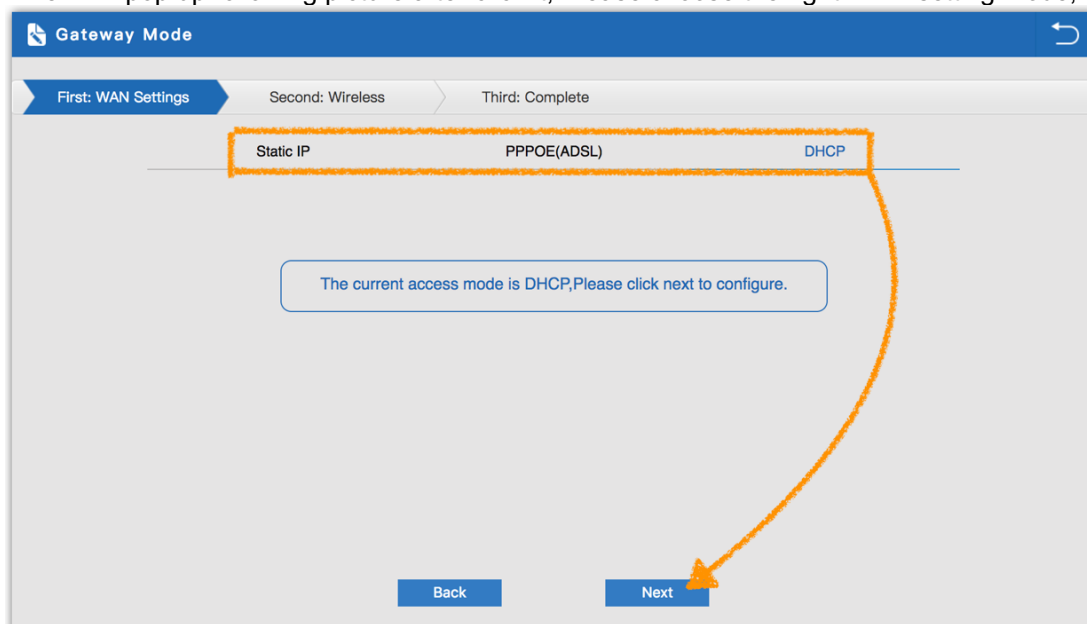 Gateway Mode
First: WAN Settings Second: Wireless Third: Complete
Static IP PPPOE(ADSL) DHCP
The current access mode is DHCP,Please click next to configure.
Back Next